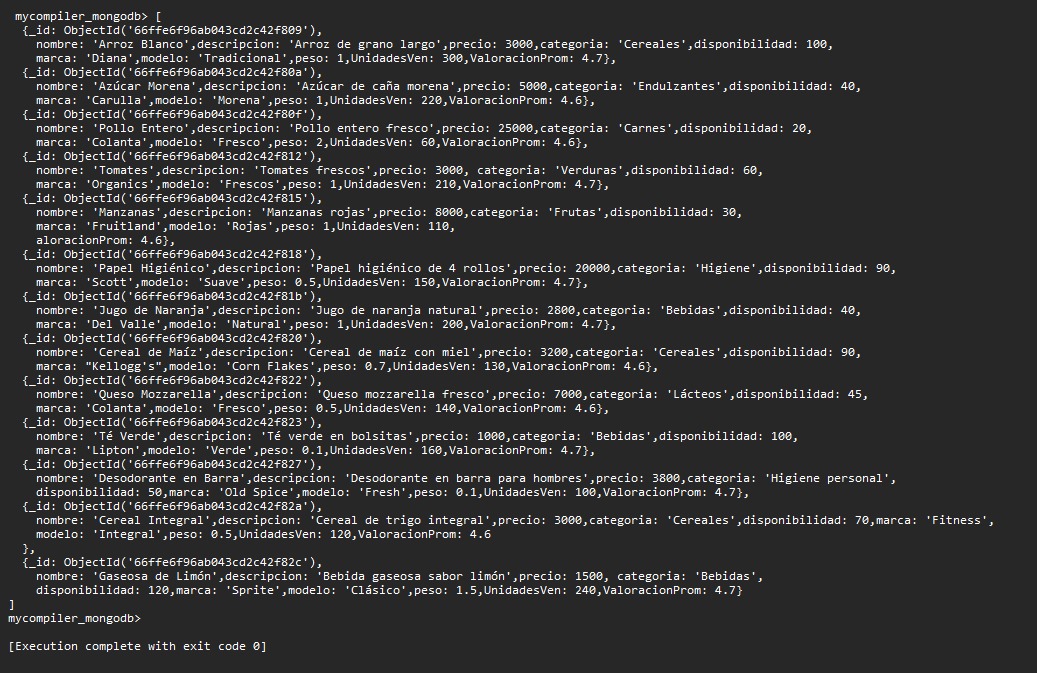 mycompiler_mongodb> [
{_id: ObjectId('66ffe6f96ab043cd2c42f809'),
nombre: 'Arroz Blanco',descripcion: 'Arroz de grano largo',precio: 3000,categoria: 'Cereales',disponibilidad: 100,
marca: 'Diana',modelo: 'Tradicional',peso: 1,UnidadesVen: 300,ValoracionProm: 4.7},
{_id: ObjectId('66ffe6f96ab043cd2c42f80a'),
nombre: 'Azúcar Morena',descripcion: 'Azúcar de caña morena',precio: 5000,categoria: 'Endulzantes',disponibilidad: 40,
marca: 'Carulla',modelo: 'Morena',peso: 1,UnidadesVen: 220,ValoracionProm: 4.6},
{_id: ObjectId('66ffe6f96ab043cd2c42f80f'),
nombre: 'Pollo Entero',descripcion: 'Pollo entero fresco',precio: 25000,categoria: 'Carnes',disponibilidad: 20,
marca: 'Colanta',modelo: 'Fresco',peso: 2,UnidadesVen: 60,ValoracionProm: 4.6},
{_id: ObjectId('66ffe6f96ab043cd2c42f812'),
nombre: 'Tomates',descripcion: 'Tomates frescos',precio: 3000, categoria: 'Verduras',disponibilidad: 60,
marca: 'Organics',modelo: 'Frescos',peso: 1,UnidadesVen: 210,ValoracionProm: 4.7},
{_id: ObjectId('66ffe6f96ab043cd2c42f815'),
nombre: 'Manzanas',descripcion: 'Manzanas rojas',precio: 8000,categoria: 'Frutas',disponibilidad: 30,
marca: 'Fruitland',modelo: 'Rojas',peso: 1,UnidadesVen: 110,
aloracionProm: 4.6},
{_id: ObjectId('66ffe6f96ab043cd2c42f818'),
nombre: 'Papel Higiénico',descripcion: 'Papel higiénico de 4 rollos',precio: 20000,categoria: 'Higiene',disponibilidad: 90,
marca: 'Scott',modelo: 'Suave',peso: 0.5,UnidadesVen: 150,ValoracionProm: 4.7},
{_id: ObjectId('66ffe6f96ab043cd2c42f81b'),
nombre: 'Jugo de Naranja',descripcion: 'Jugo de naranja natural',precio: 2800,categoria: 'Bebidas',disponibilidad: 40,
marca: 'Del Valle',modelo: 'Natural',peso: 1,UnidadesVen: 200,ValoracionProm: 4.7},
{_id: ObjectId('66ffe6f96ab043cd2c42f820'),
nombre: 'Cereal de Maíz',descripcion: 'Cereal de maíz con miel',precio: 3200,categoria: 'Cereales',disponibilidad: 90,
marca: "Kellogg's",modelo: 'Corn Flakes',peso: 0.7,UnidadesVen: 130,ValoracionProm: 4.6},
{_id: ObjectId('66ffe6f96ab043cd2c42f822'),
nombre: 'Queso Mozzarella',descripcion: 'Queso mozzarella fresco',precio: 7000,categoria: 'Lácteos',disponibilidad: 45,
marca: 'Colanta',modelo: 'Fresco',peso: 0.5,UnidadesVen: 140,ValoracionProm: 4.6},
{_id: ObjectId('66ffe6f96ab043cd2c42f823'),
nombre: 'Té Verde',descripcion: 'Té verde en bolsitas',precio: 1000,categoria: 'Bebidas',disponibilidad: 100,
marca: 'Lipton',modelo: 'Verde',peso: 0.1,UnidadesVen: 160,ValoracionProm: 4.7},
{_id: ObjectId('66ffe6f96ab043cd2c42f827'),
nombre: 'Desodorante en Barra',descripcion: 'Desodorante en barra para hombres',precio: 3800,categoria: 'Higiene personal',
disponibilidad: 50,marca: 'Old Spice',modelo: 'Fresh',peso: 0.1,UnidadesVen: 100,ValoracionProm: 4.7},
{_id: ObjectId('66ffe6f96ab043cd2c42f82a'),
nombre: 'Cereal Integral',descripcion: 'Cereal de trigo integral',precio: 3000,categoria: 'Cereales',disponibilidad: 70,marca: 'Fitness',
modelo: 'Integral',peso: 0.5,UnidadesVen: 120,ValoracionProm: 4.6
},
{_id: ObjectId('66ffe6f96ab043cd2c42f82c'),
nombre: 'Gaseosa de Limón',descripcion: 'Bebida gaseosa sabor limón',precio: 1500, categoria: 'Bebidas',
disponibilidad: 120,marca: 'Sprite',modelo: 'Clásico',peso: 1.5,UnidadesVen: 240,ValoracionProm: 4.7}
]
mycompiler_mongodb>
[Execution complete with exit code 0]